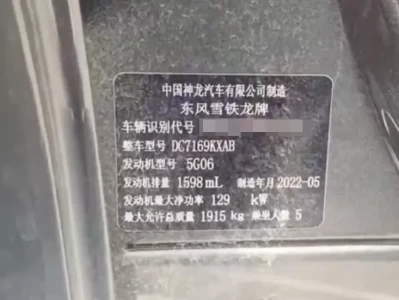 中国神龙汽车有限公司制造
东风雪铁龙牌
车辆识别代号
整车型号 DC7169KXAB
发动机型号 5G06
发动机排量 1598mL 制造年月 2022-05
发动机最大净功率 129 kW
最大允许总质量 1915 kg 乘坐人数 5